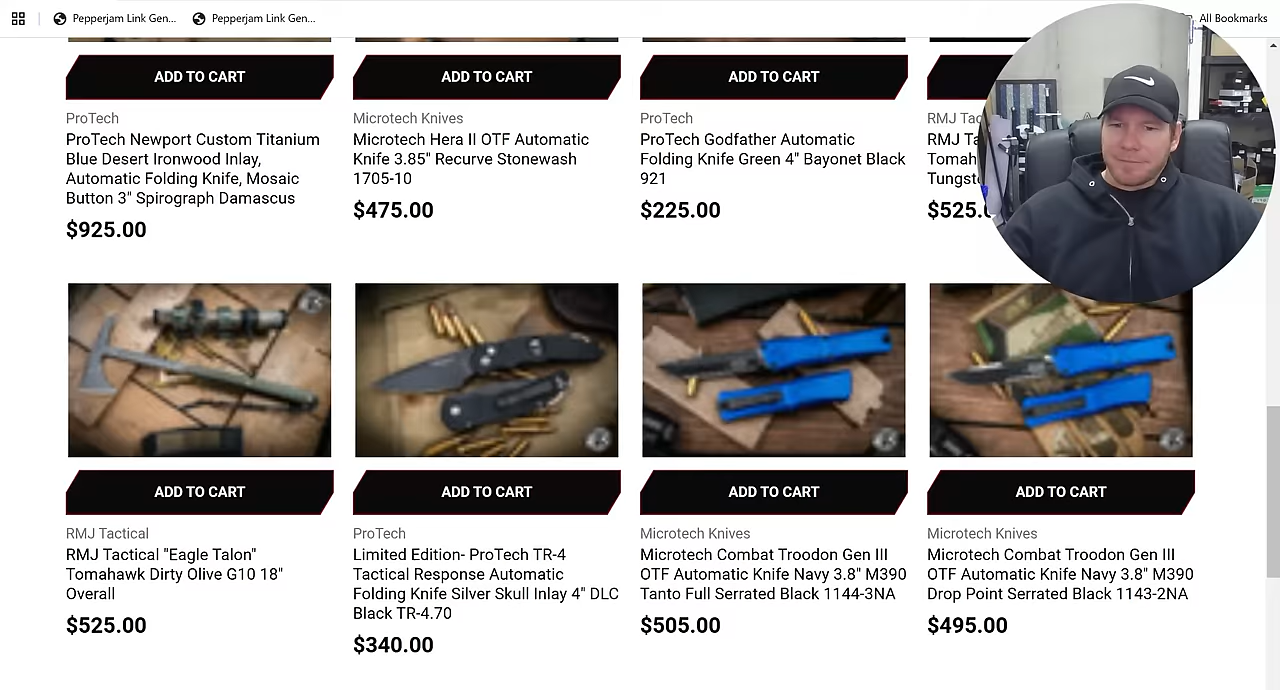 Pepperjam Link Gen...
Pepperjam Link Gen...
All Bookmarks
ADD TO CART
ADD TO CART
ADD TO CART
ProTech
ProTech Newport Custom Titanium
Blue Desert Ironwood Inlay,
Automatic Folding Knife, Mosaic
Button 3" Spirograph Damascus
$925.00
Microtech Knives
Microtech Hera II OTF Automatic
Knife 3.85" Recurve Stonewash
1705-10
$475.00
ProTech
ProTech Godfather Automatic
Folding Knife Green 4" Bayonet Black
921
$225.00
RMJ
RMJ
$525.
ADD TO CART
ADD TO CART
ADD TO CART
ADD TO CART
RMJ Tactical
RMJ Tactical "Eagle Talon"
Tomahawk Dirty Olive G10 18"
Overall
$525.00
ProTech
Limited Edition- ProTech TR-4
Tactical Response Automatic
Folding Knife Silver Skull Inlay 4" DLC
Black TR-4.70
$340.00
Microtech Knives
Microtech Combat Troodon Gen III
OTF Automatic Knife Navy 3.8" M390
Tanto Full Serrated Black 1144-3NA
$505.00
Microtech Knives
Microtech Combat Troodon Gen III
OTF Automatic Knife Navy 3.8" M390
Drop Point Serrated Black 1143-2NA
$495.00